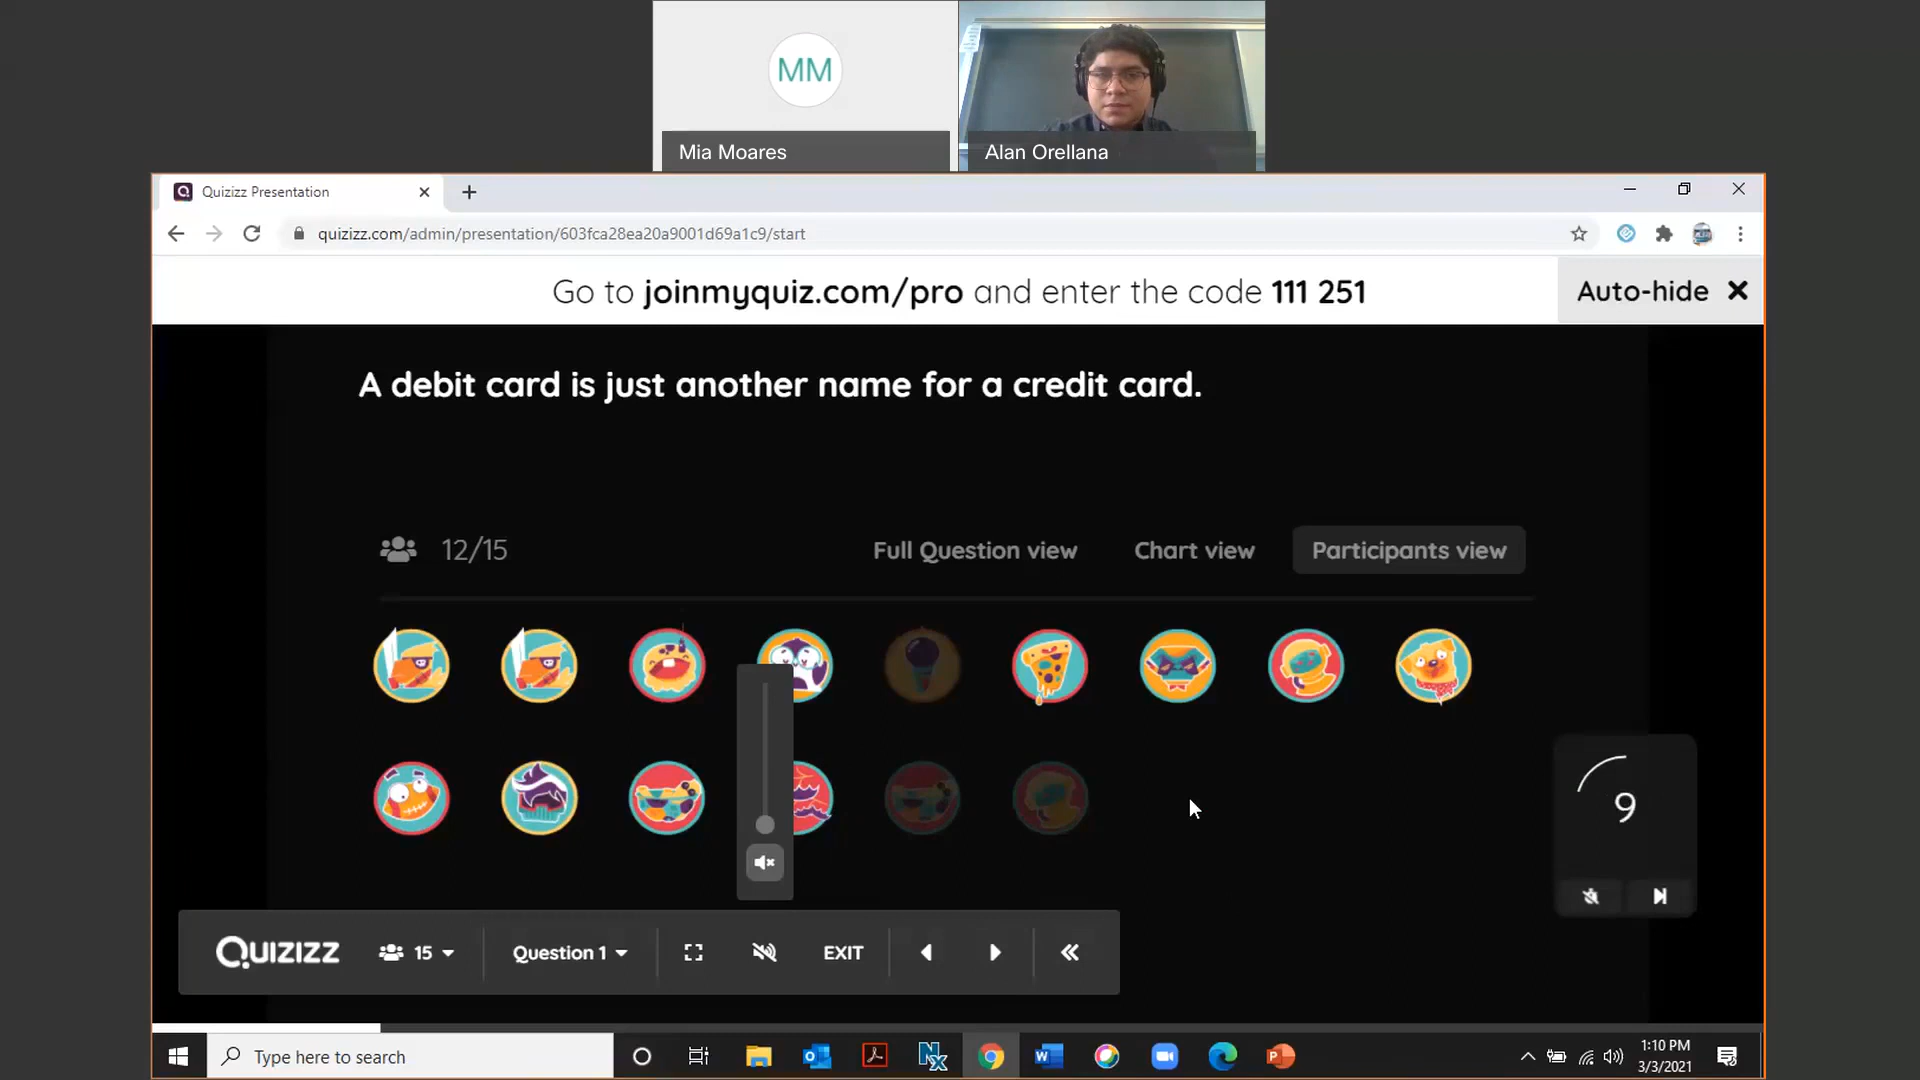 MM
Mia Moares
Alan Orellana
Quizizz Presentation
quizizz.com/admin/presentation/603fca28ea20a9001d69a1c9/start
Go to joinmyquiz.com/pro and enter the code 111 251
Auto-hide
A debit card is just another name for a credit card.
12/15
Full Question view
Chart view
Participants view
9
QUIZIZZ
15
Question 1
EXIT
Type here to search
1:10 PM
3/3/2021